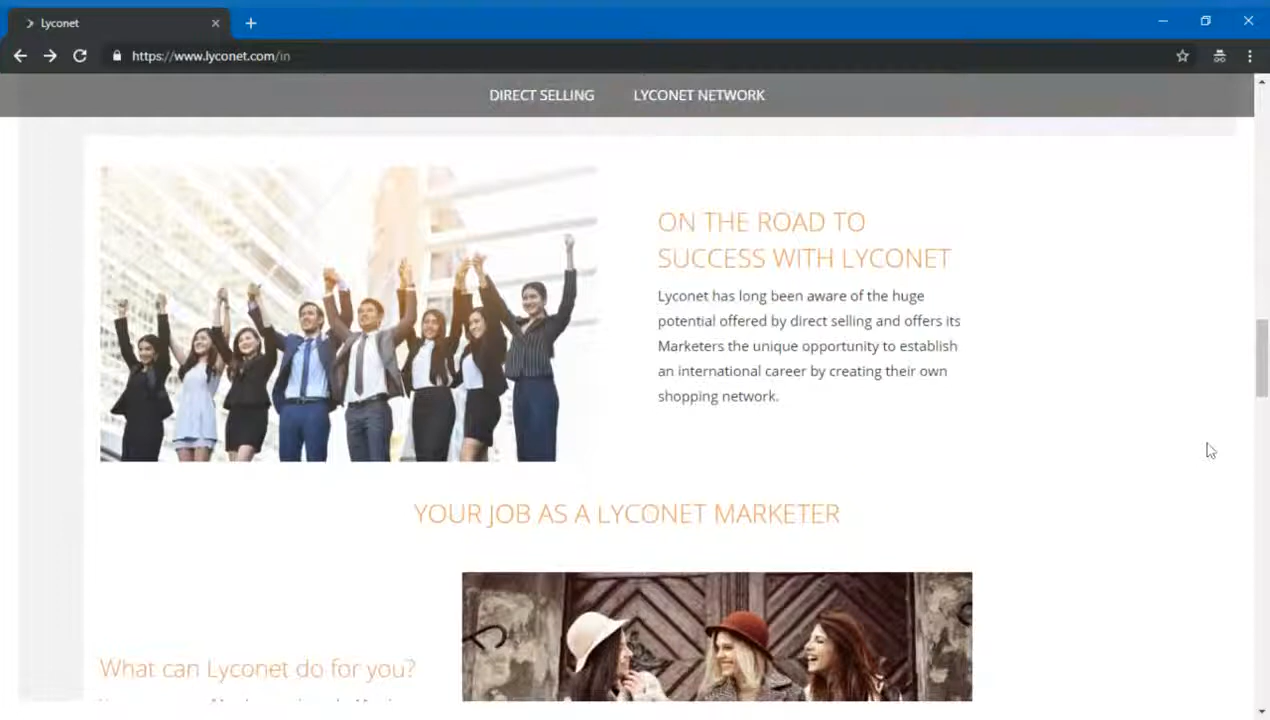 Lyconet
https://www.lyconet.com/in
DIRECT SELLING LYCONET NETWORK
ON THE ROAD TO
SUCCESS WITH LYCONET
Lyconet has long been aware of the huge
potential offered by direct selling and offers its
Marketers the unique opportunity to establish
an international career by creating their own
shopping network.
YOUR JOB AS A LYCONET MARKETER
What can Lyconet do for you?